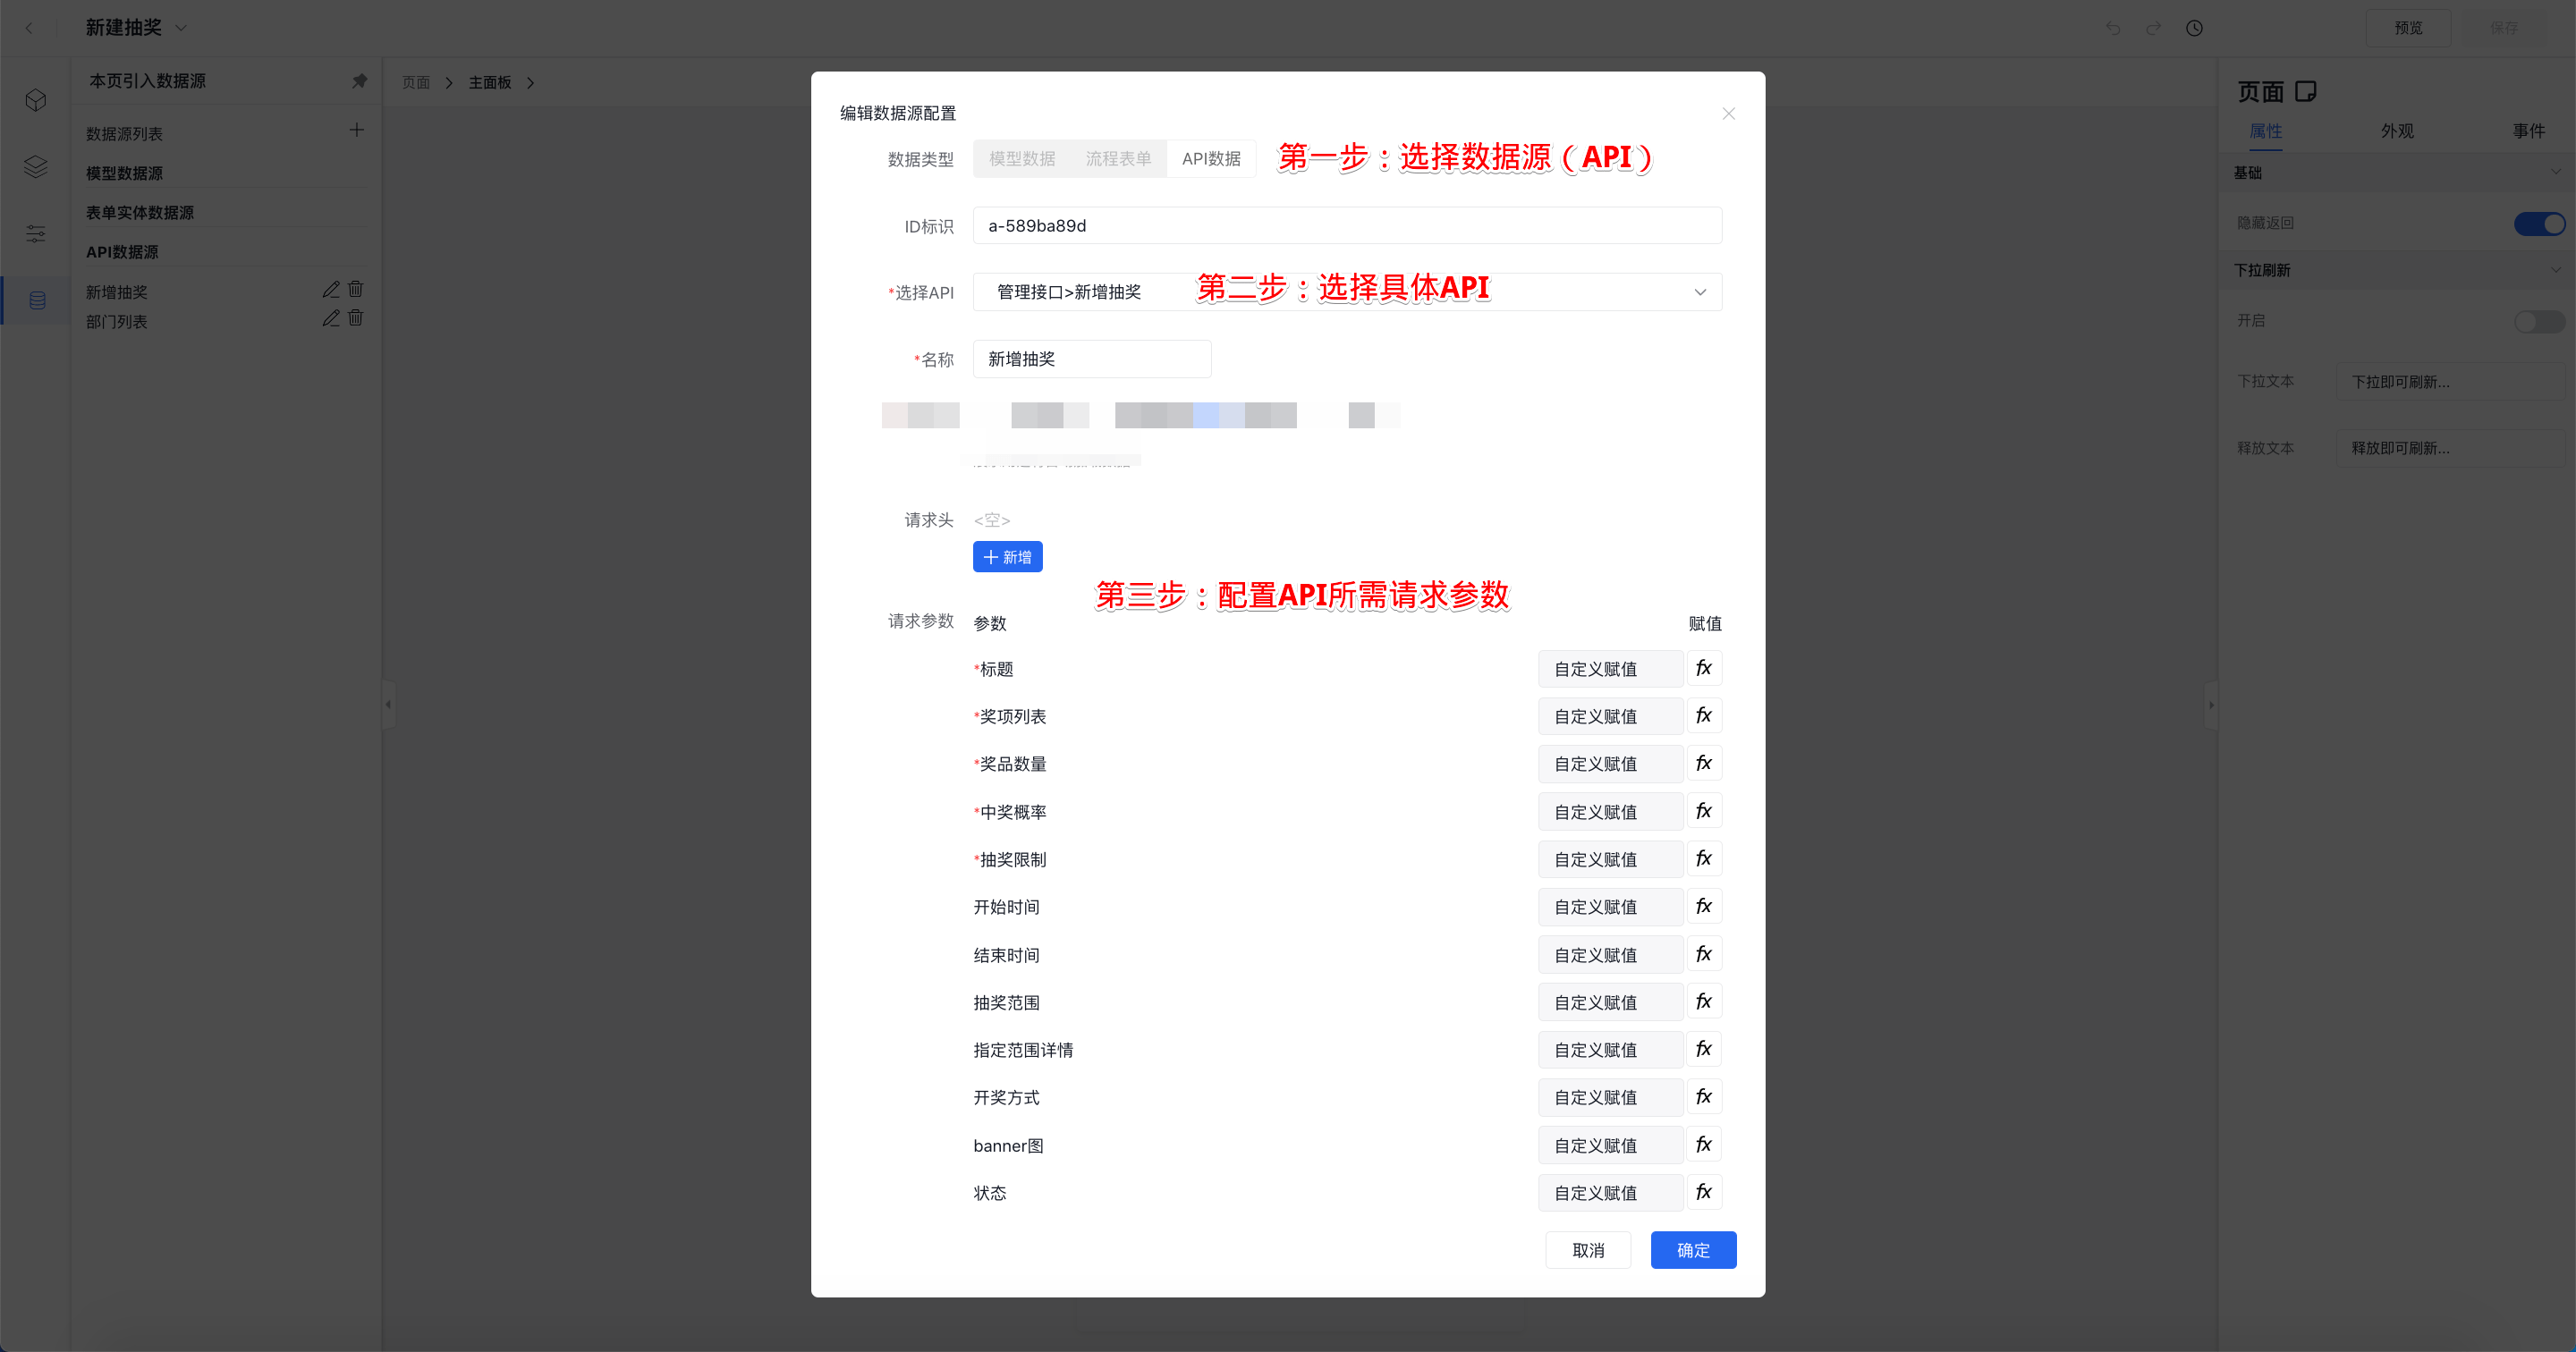 新建抽奖
预览
保存
本页引入数据源
数据源列表
模型数据源
表单实体数据源
API数据源
新增抽奖
部门列表
页面 > 主面板 >
编辑数据源配置
数据类型 模型数据 流程表单 API数据
第一步：选择数据源（API）
ID标识 a-589ba89d
*选择API 管理接口>新增抽奖
第二步：选择具体API
*名称 新增抽奖
请求头 <空>
新增
第三步：配置API所需请求参数
请求参数 参数 赋值
*标题 自定义赋值 fx
*奖项列表 自定义赋值 fx
*奖品数量 自定义赋值 fx
*中奖概率 自定义赋值 fx
*抽奖限制 自定义赋值 fx
开始时间 自定义赋值 fx
结束时间 自定义赋值 fx
抽奖范围 自定义赋值 fx
指定范围详情 自定义赋值 fx
开奖方式 自定义赋值 fx
banner图 自定义赋值 fx
状态 自定义赋值 fx
取消 确定
页面
属性 外观 事件
基础
隐藏返回
下拉刷新
开启
下拉文本 下拉即可刷新...
释放文本 释放即可刷新...